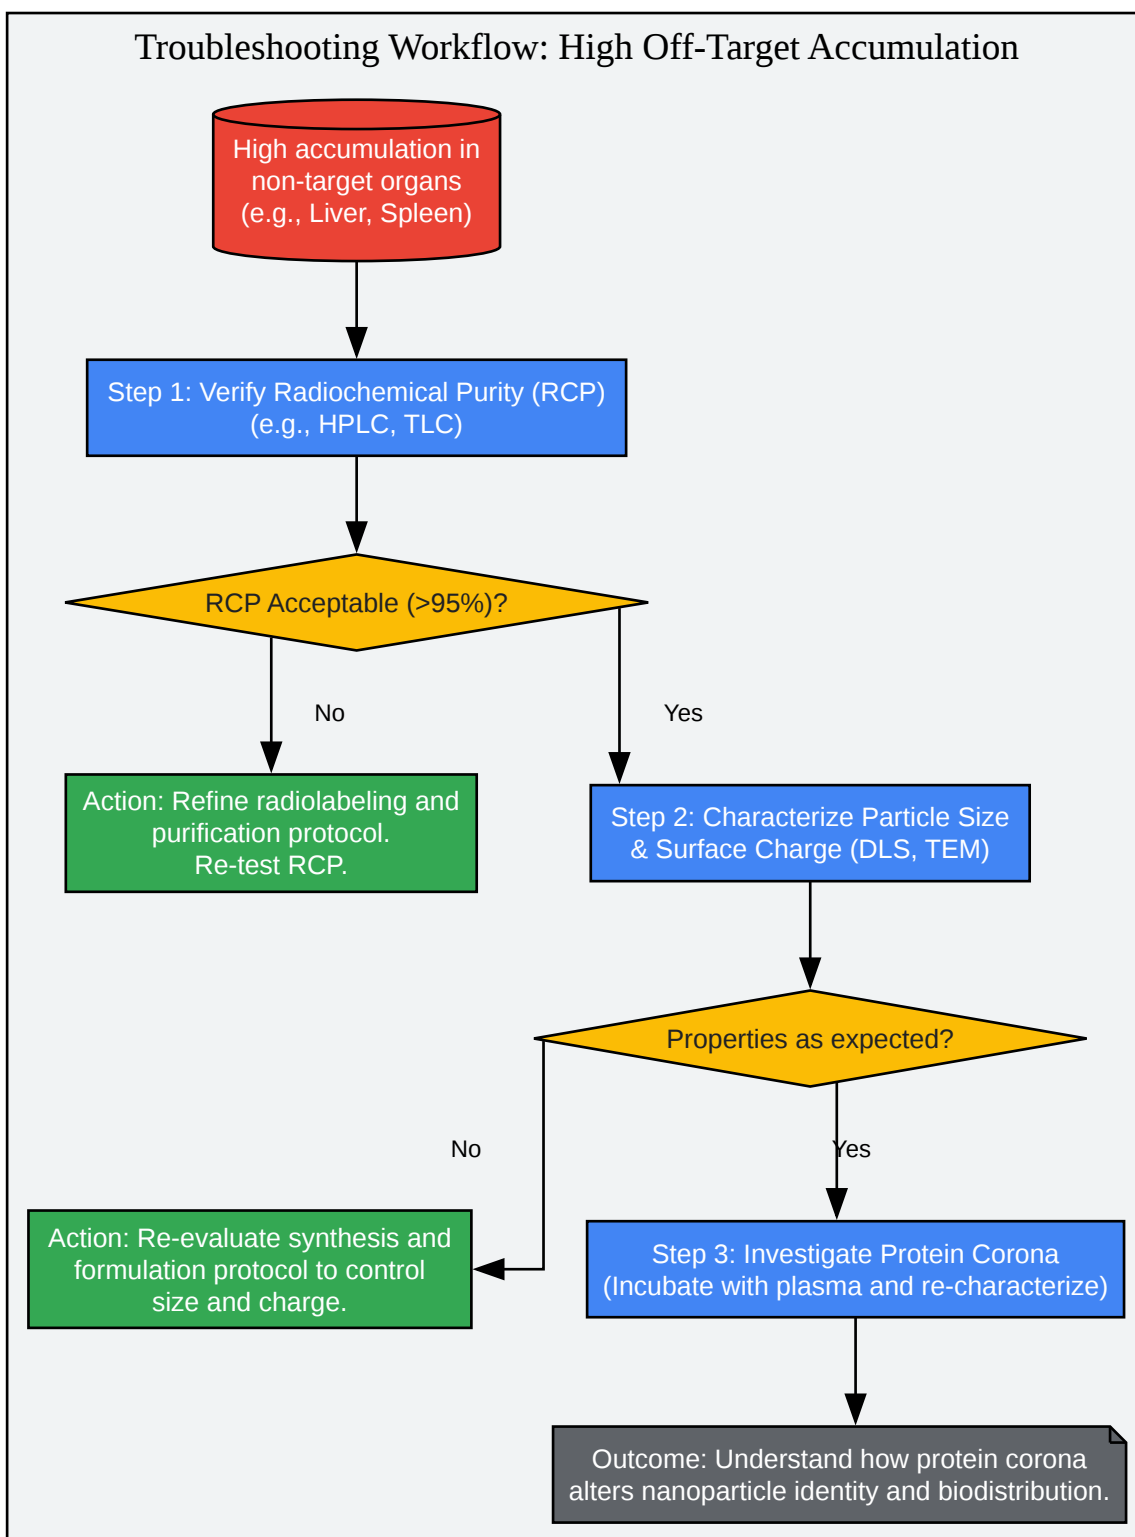 Troubleshooting Workflow: High Off-Target Accumulation
High accumulation in
non-target organs
(e.g., Liver, Spleen)
Step 1: Verify Radiochemical Purity (RCP)
(e.g., HPLC, TLC)
RCP Acceptable (>95%)?
No
Yes
Action: Refine radiolabeling and
purification protocol.
Re-test RCP.
Step 2: Characterize Particle Size
& Surface Charge (DLS, TEM)
Properties as expected?
No
Yes
Action: Re-evaluate synthesis and
formulation protocol to control
size and charge.
Step 3: Investigate Protein Corona
(Incubate with plasma and re-characterize)
Outcome: Understand how protein corona
alters nanoparticle identity and biodistribution.